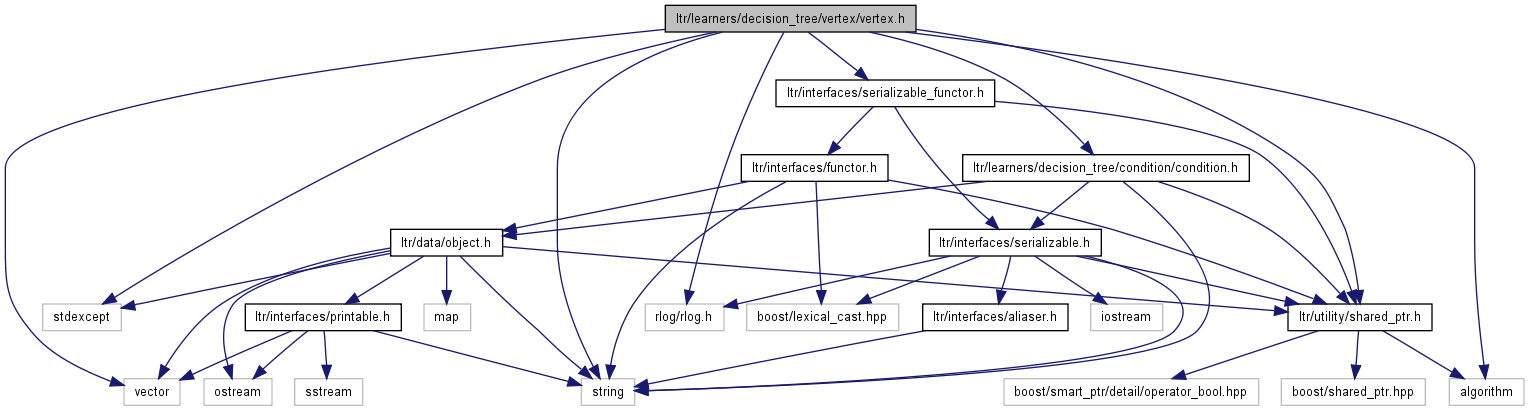 ltr/learners/decision_tree/vertex/vertex.h
ltr/interfaces/serializable_functor.h
ltr/interfaces/functor.h
ltr/learners/decision_tree/condition/condition.h
ltr/data/object.h
ltr/interfaces/serializable.h
stdexcept
ltr/interfaces/printable.h
map
rlog/rlog.h
boost/lexical_cast.hpp
ltr/interfaces/aliaser.h
iostream
ltr/utility/shared_ptr.h
vector
ostream
sstream
string
boost/smart_ptr/detail/operator_bool.hpp
boost/shared_ptr.hpp
algorithm